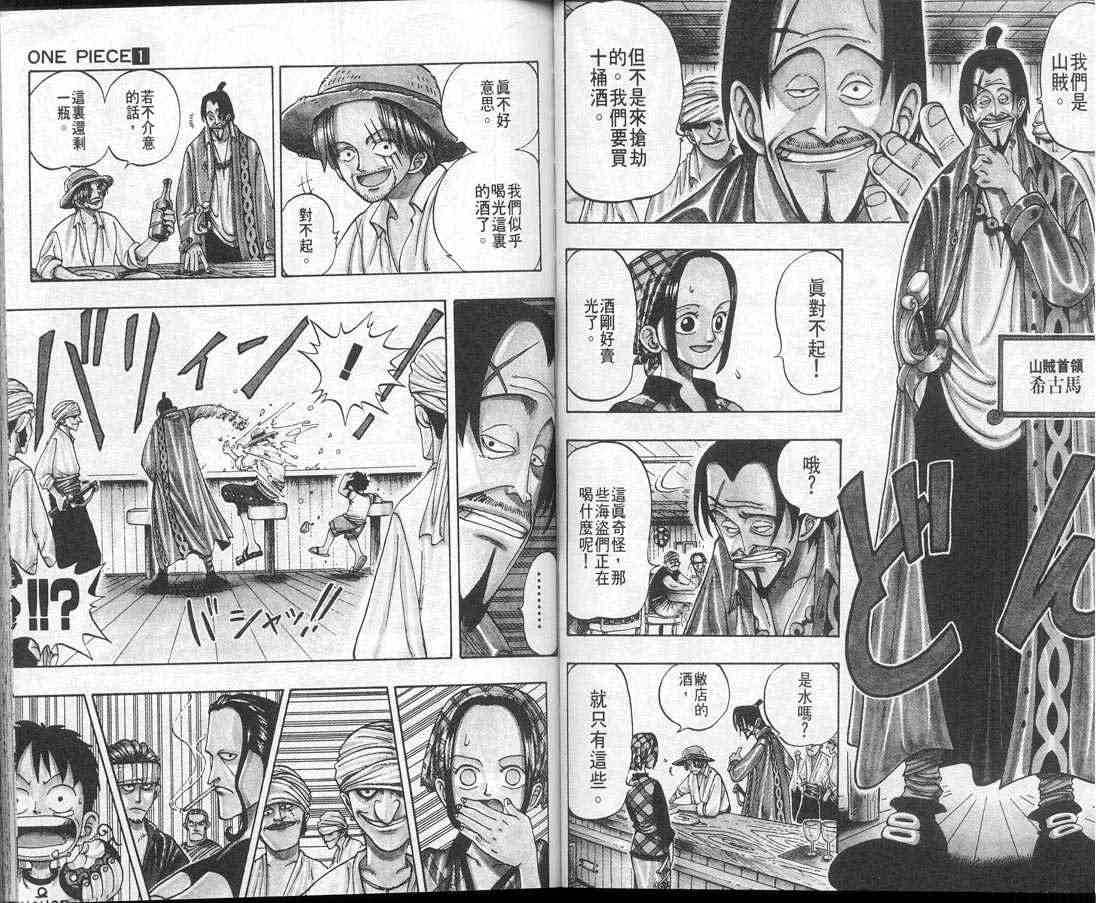 我們是
山賊。
但不是來搶劫
的。我們要買
十桶酒。
山賊首領
希古馬
どん
眞對不起！
酒剛好賣
光了。
哦？
這眞奇怪，那
些海盜們正在
喝什麼呢！
是水嗎？
敝店的
酒，
就只有這些。
ONE PIECE 1
眞不好
意思。
我們似乎
喝光這裏
的酒了。
對不起。
若不介意
的話，
這裏還剩
一瓶。
………
！
バリィン
バシャッ!!
!!?